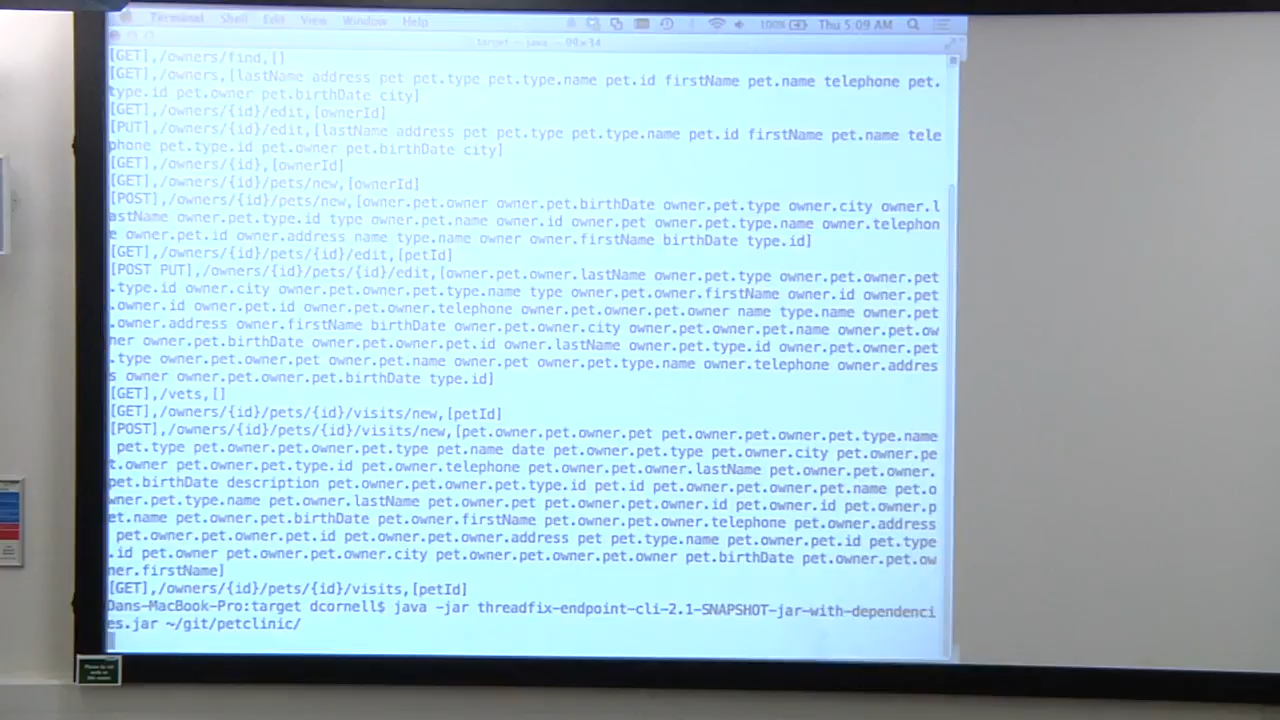 Terminal Shell Edit View Window Help
100% Thu 5:09 AM
target — java — 99×34
[GET],/owners/find,[]
[GET],/owners,[lastName address pet pet.type pet.type.name pet.id firstName pet.name telephone pet.
type.id pet.owner pet.birthDate city]
[GET],/owners/{id}/edit,[ownerId]
[PUT],/owners/{id}/edit,[lastName address pet pet.type pet.type.name pet.id firstName pet.name tele
phone pet.type.id pet.owner pet.birthDate city]
[GET],/owners/{id},[ownerId]
[GET],/owners/{id}/pets/new,[ownerId]
[POST],/owners/{id}/pets/new,[owner.pet.owner owner.pet.birthDate owner.pet.type owner.city owner.l
astName owner.pet.type.id type owner.pet.name owner.id owner.pet owner.pet.type.name owner.telephon
e owner.pet.id owner.address name type.name owner owner.firstName birthDate type.id]
[GET],/owners/{id}/pets/{id}/edit,[petId]
[POST PUT],/owners/{id}/pets/{id}/edit,[owner.pet.owner.lastName owner.pet.type owner.pet.owner.pet
.type.id owner.city owner.pet.owner.pet.type.name type owner.pet.owner.firstName owner.id owner.pet
.owner.id owner.pet.id owner.pet.owner.telephone owner.pet.owner.pet.owner name type.name owner.pet
.owner.address owner.firstName birthDate owner.pet.owner.city owner.pet.owner.pet.name owner.pet.ow
ner owner.pet.birthDate owner.pet.owner.pet.id owner.lastName owner.pet.type.id owner.pet.owner.pet
.type owner.pet.owner.pet owner.pet.name owner.pet owner.pet.type.name owner.telephone owner.addres
s owner owner.pet.owner.pet.birthDate type.id]
[GET],/vets,[]
[GET],/owners/{id}/pets/{id}/visits/new,[petId]
[POST],/owners/{id}/pets/{id}/visits/new,[pet.owner.pet.owner.pet pet.owner.pet.owner.pet.type.name
pet.type pet.owner.pet.owner.pet.type pet.name date pet.owner.pet.type pet.owner.city pet.owner.pe
t.owner pet.owner.pet.type.id pet.owner.telephone pet.owner.pet.owner.lastName pet.owner.pet.owner.
pet.birthDate description pet.owner.pet.owner.pet.type.id pet.id pet.owner.pet.owner.pet.name pet.o
wner.pet.type.name pet.owner.lastName pet.owner.pet pet.owner.pet.owner.id pet.owner.id pet.owner.p
et.name pet.owner.pet.birthDate pet.owner.firstName pet.owner.pet.owner.telephone pet.owner.address
pet.owner.pet.owner.pet.id pet.owner.pet.owner.address pet pet.type.name pet.owner.pet.id pet.type
.id pet.owner pet.owner.pet.owner.city pet.owner.pet.owner.pet.owner pet.birthDate pet.owner.pet.ow
ner.firstName]
[GET],/owners/{id}/pets/{id}/visits,[petId]
Dans-MacBook-Pro:target dcornell$ java -jar threadfix-endpoint-cli-2.1-SNAPSHOT-jar-with-dependenci
es.jar ~/git/petclinic/